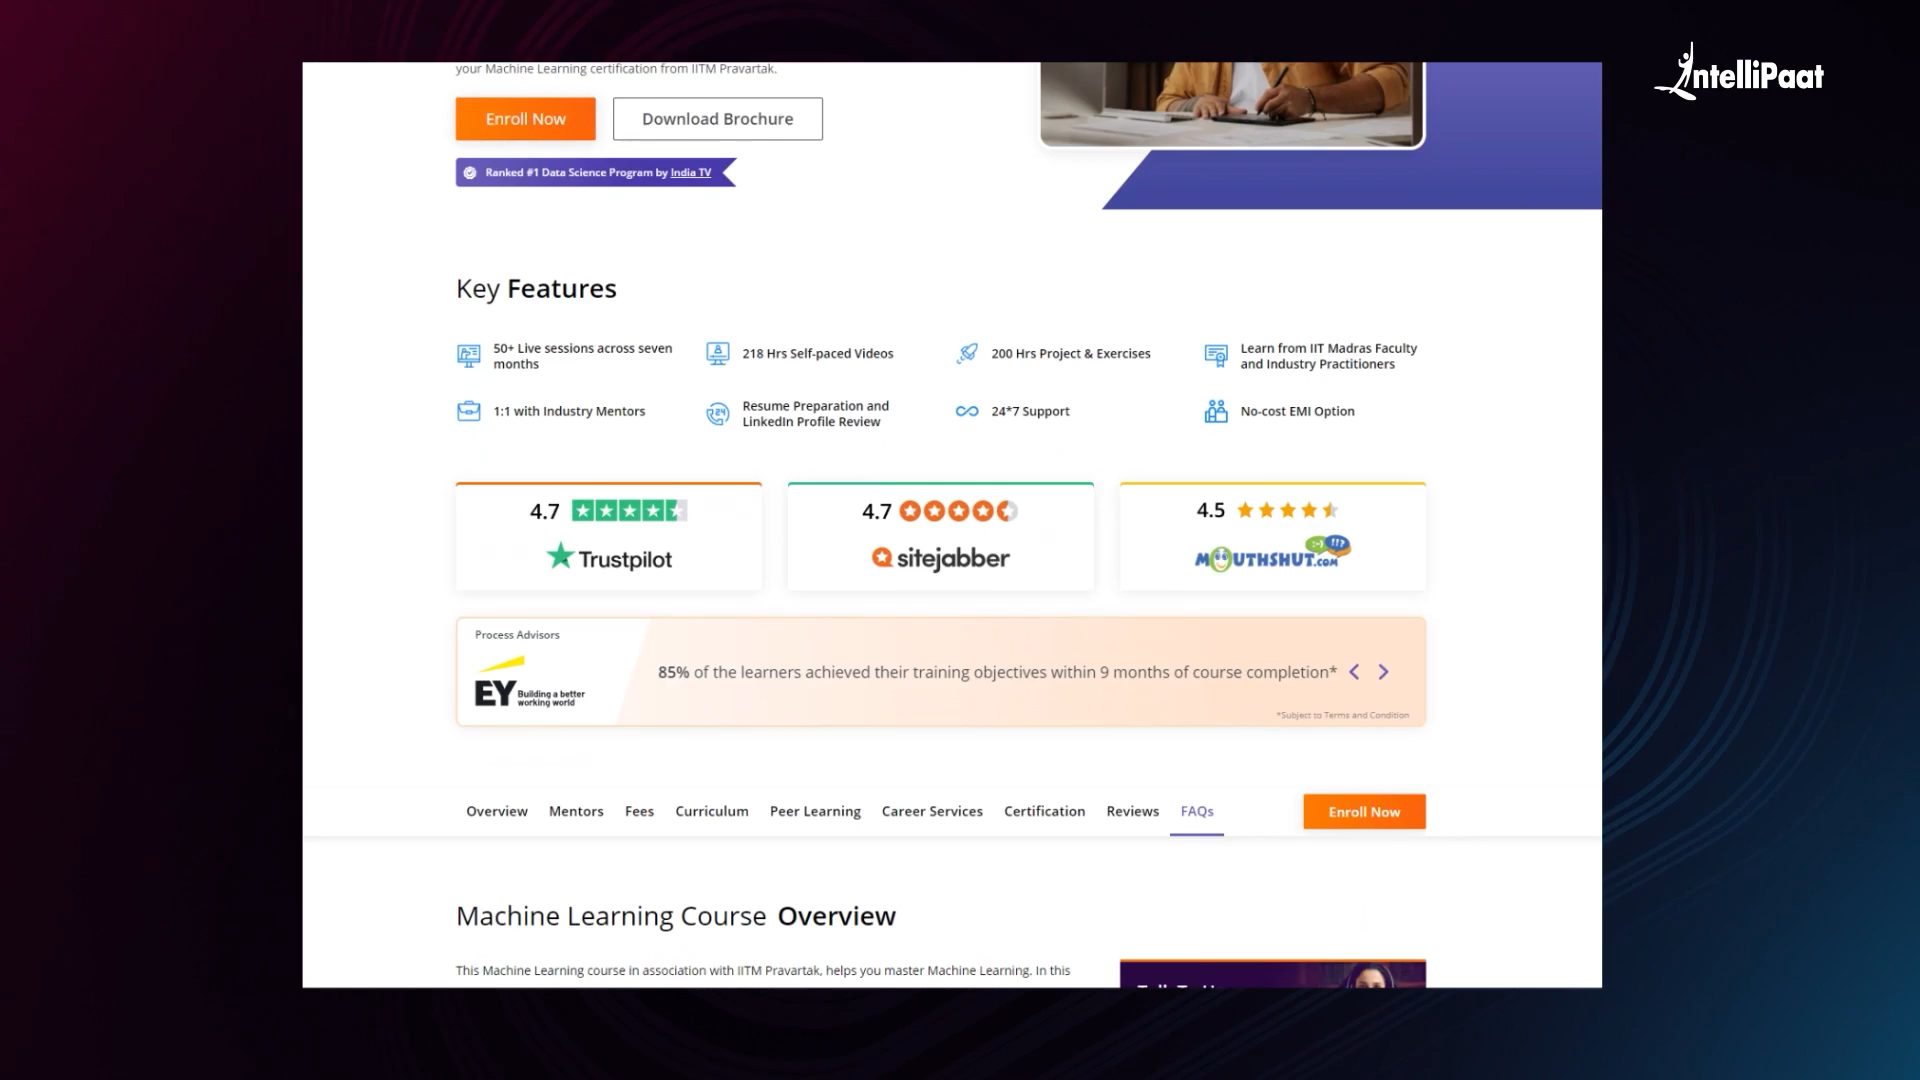 IntelliPaat
your Machine Learning certification from IITM Pravartak.
Enroll Now
Download Brochure
Ranked #1 Data Science Program by India TV
Key Features
50+ Live sessions across seven
months
218 Hrs Self-paced Videos
200 Hrs Project & Exercises
Learn from IIT Madras Faculty
and Industry Practitioners
1:1 with Industry Mentors
24
Resume Preparation and
LinkedIn Profile Review
24*7 Support
No-cost EMI Option
4.7
Trustpilot
4.7
sitejabber
4.5
MOUTHSHUT.COM
Process Advisors
EY Building a better
working world
85% of the learners achieved their training objectives within 9 months of course completion*
*Subject to Terms and Condition
Overview
Mentors
Fees
Curriculum
Peer Learning
Career Services
Certification
Reviews
FAQs
Enroll Now
Machine Learning Course Overview
This Machine Learning course in association with IITM Pravartak, helps you master Machine Learning. In this